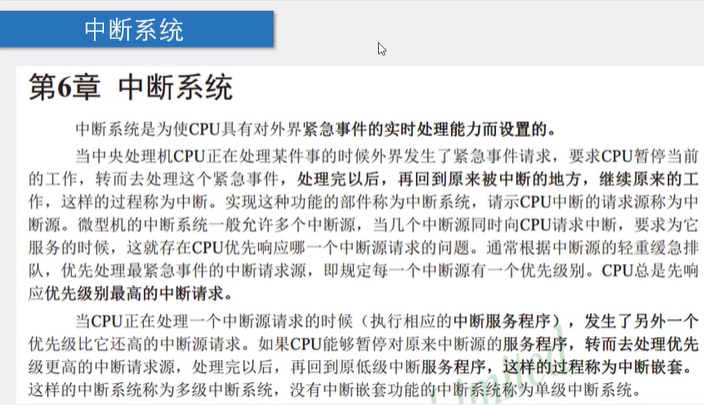 中断系统
第6章 中断系统
中断系统是为使CPU具有对外界紧急事件的实时处理能力而设置的。
当中央处理机CPU正在处理某件事的时候外界发生了紧急事件请求，要求CPU暂停当前
的工作，转而去处理这个紧急事件，处理完以后，再回到原来被中断的地方，继续原来的工
作，这样的过程称为中断。实现这种功能的部件称为中断系统，请示CPU中断的请求源称为中
断源。微型机的中断系统一般允许多个中断源，当几个中断源同时向CPU请求中断，要求为它
服务的时候，这就存在CPU优先响应哪一个中断源请求的问题。通常根据中断源的轻重缓急排
队，优先处理最紧急事件的中断请求源，即规定每一个中断源有一个优先级别。CPU总是先响
应优先级别最高的中断请求。
当CPU正在处理一个中断源请求的时候（执行相应的中断服务程序），发生了另外一个
优先级比它还高的中断源请求。如果CPU能够暂停对原来中断源的服务程序，转而去处理优先
级更高的中断请求源，处理完以后，再回到原低级中断服务程序，这样的过程称为中断嵌套。
这样的中断系统称为多级中断系统，没有中断嵌套功能的中断系统称为单级中断系统。
Limited